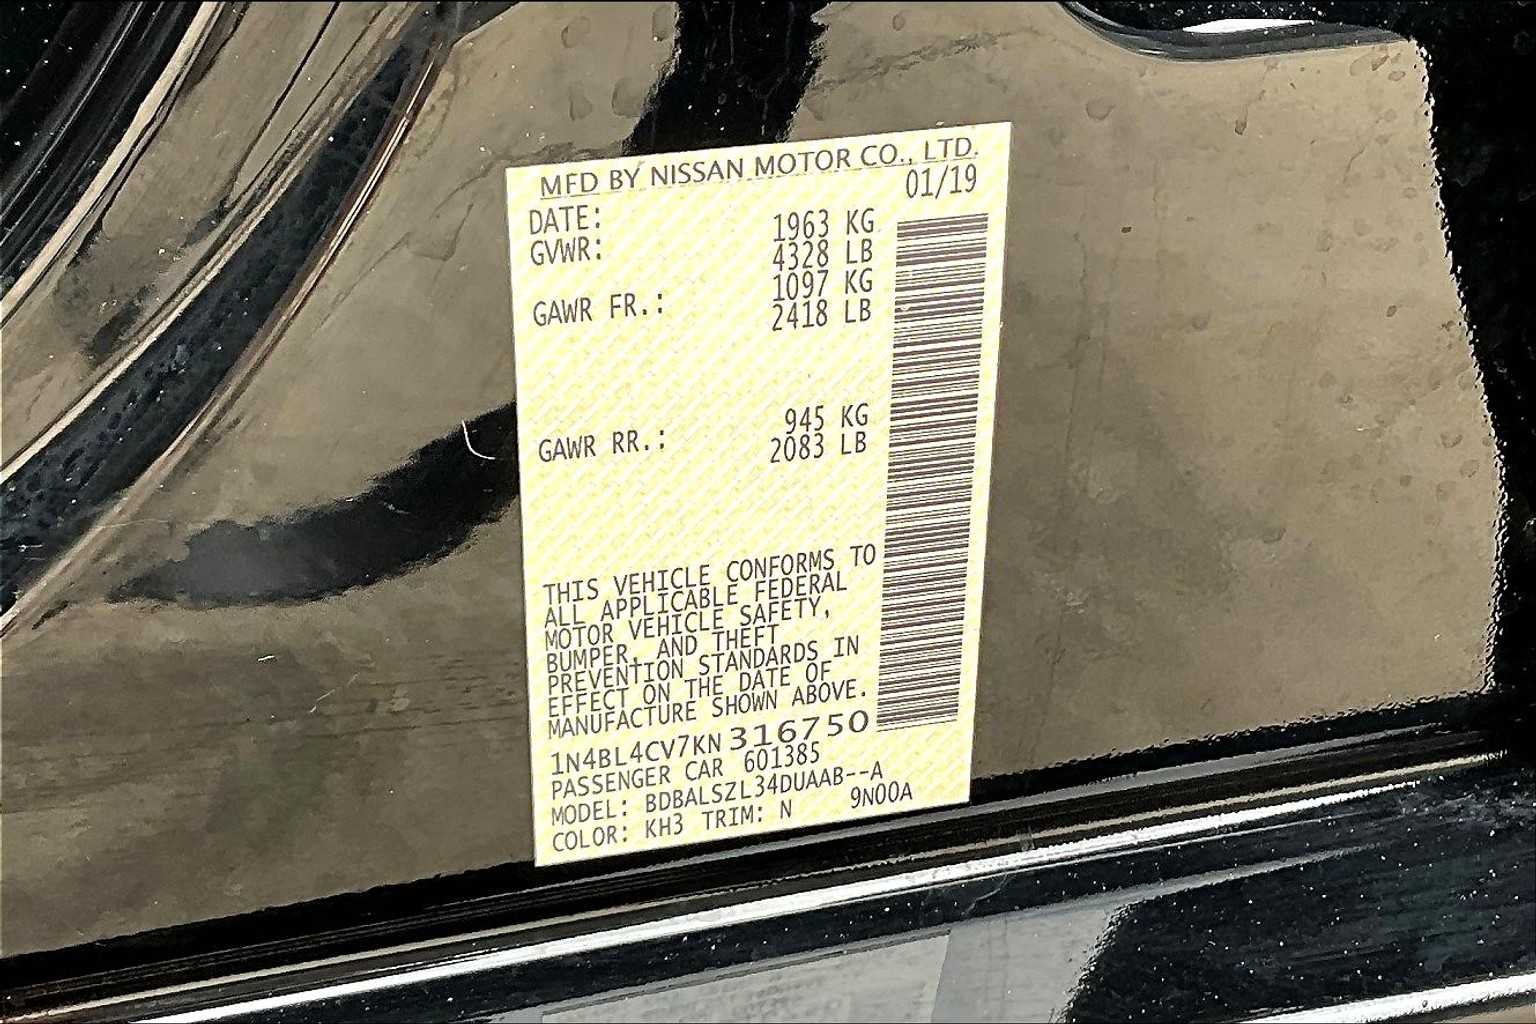 MFD BY NISSAN MOTOR CO., LTD.
DATE: 01/19
GVWR: 1963 KG
4328 LB
GAWR FR.: 1097 KG
2418 LB
GAWR RR.: 945 KG
2083 LB
THIS VEHICLE CONFORMS TO
ALL APPLICABLE FEDERAL
MOTOR VEHICLE SAFETY,
BUMPER, AND THEFT
PREVENTION STANDARDS IN
EFFECT ON THE DATE OF
MANUFACTURE SHOWN ABOVE.
1N4BL4CV7KN316750
PASSENGER CAR 601385
MODEL: BDBALSZL34DUAAB--A
COLOR: KH3 TRIM: N 9N00A